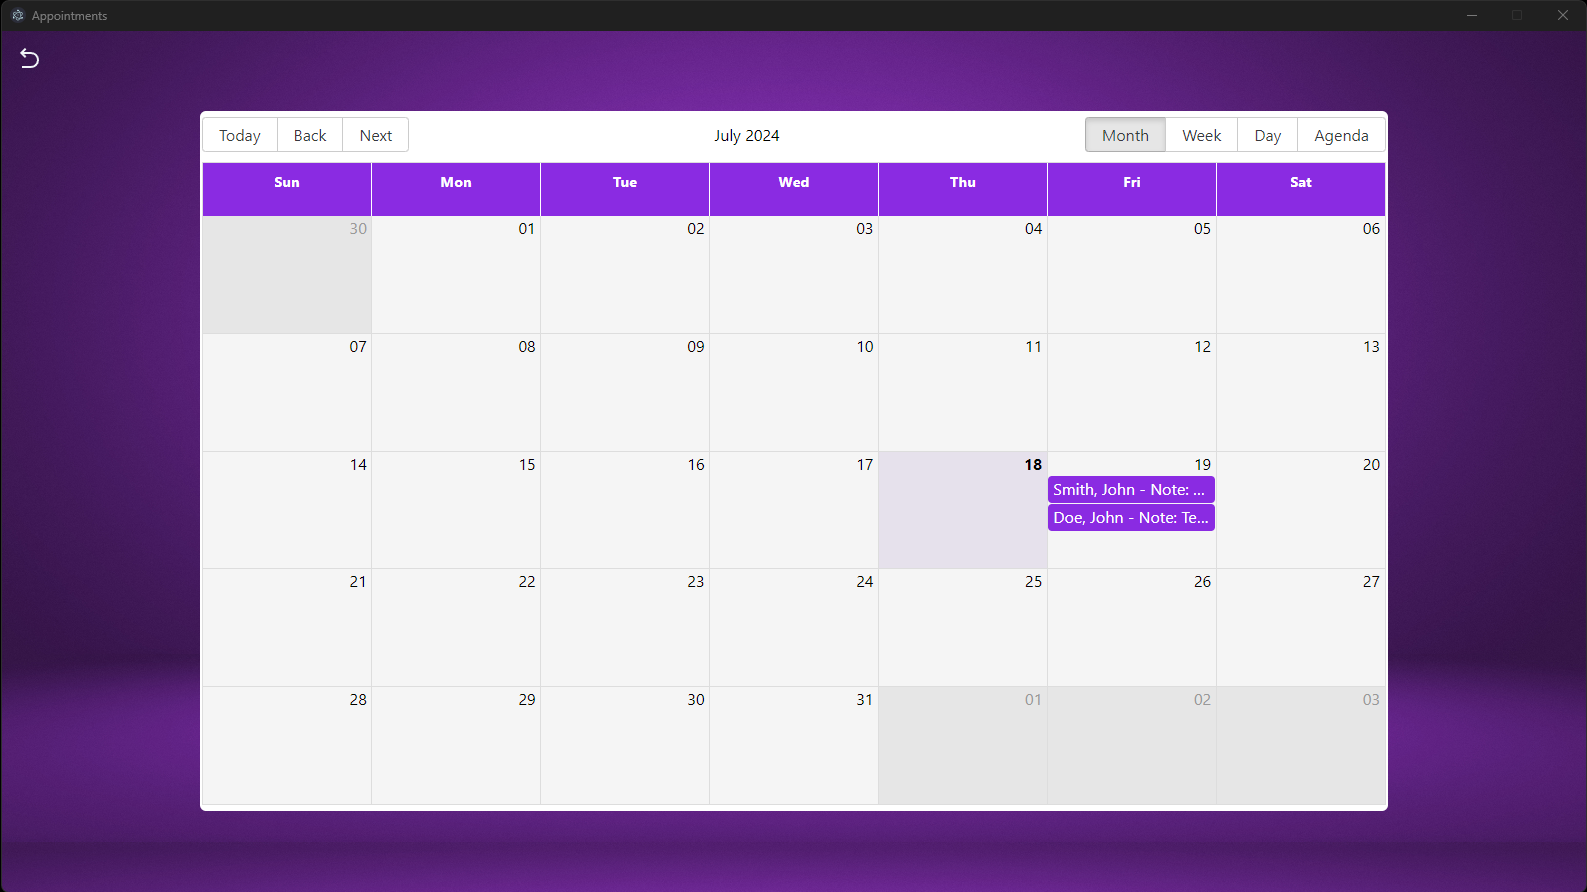 Appointments
Today Back Next July 2024 Month Week Day Agenda
Sun Mon Tue Wed Thu Fri Sat
30 01 02 03 04 05 06
07 08 09 10 11 12 13
14 15 16 17 18 19 20
Smith, John - Note: ...
Doe, John - Note: Te...
21 22 23 24 25 26 27
28 29 30 31 01 02 03